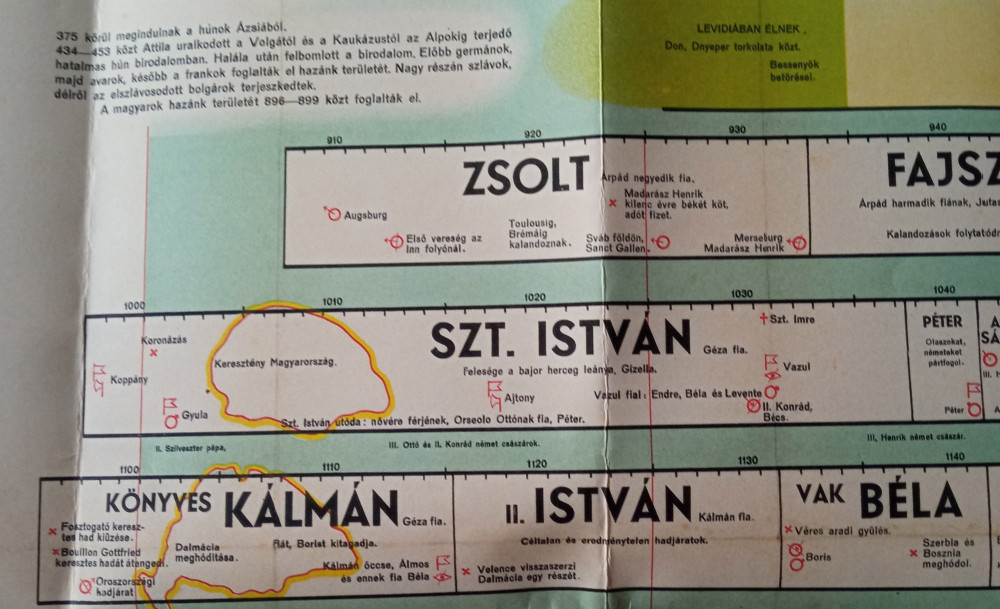 375 körül megindulnak a húnok Ázsiából.
434—453 közt Attila uralkodott a Volgától és a Kaukázustól az Alpokig terjedő
hatalmas hún birodalomban. Halála után felbomlott a birodalom. Előbb germánok,
majd avarok, később a frankok foglalták el hazánk területét. Nagy részén szlávok,
délről az elszlávosodott bolgárok terjeszkedtek.
A magyarok hazánk területét 896—899 közt foglalták el.
LEVIDIÁBAN ÉLNEK.
Don, Dnyeper torkolata közt.
Bessenyők
betörései.
910 920 930 940
ZSOLT
Árpád negyedik fia.
Madarász Henrik
kilenc évre békét köt,
adót fizet.
Augsburg
Első vereség az
Inn folyónál.
Toulousig,
Brémáig
kalandoznak.
Sváb földön,
Sanct Gallen.
Merseburg
Madarász Henrik
FAJSZ
Árpád harmadik fiának, Jutas
Kalandozások folytatód
1000 1010 1020 1030 1040
Koronázás
Koppány
Gyula
Keresztény Magyarország.
SZT. ISTVÁN
Géza fia.
Felesége a bajor herceg leánya, Gizella.
Ajtony
Szt. István utóda: nővére férjének, Orseolo Ottónak fia, Péter.
Szt. Imre
Vazul
Vazul fiai: Endre, Béla és Levente
II. Konrád,
Bécs.
PÉTER
Olaszokat,
németeket
pártfogol.
Péter
A
SÁ
III. H
A
II. Szilveszter pápa,
III. Ottó és II. Konrád német császárok.
III, Henrik német császár.
1100 1110 1120 1130 1140
KÖNYVES KÁLMÁN
Géza fia.
Fosztogató keresz-
tes had kiűzése.
Bouillon Gottfried
keresztes hadát átengedi.
Oroszországi
hadjárat
Dalmácia
meghódítása.
fiát, Borist kitagadja.
Kálmán öccse, Álmos
és ennek fia Béla
II. ISTVÁN
Kálmán fia.
Céltalan és eredménytelen hadjáratok.
Velence visszaszerzi
Dalmácia egy részét.
VAK BÉLA
Véres aradi gyűlés.
Boris
Szerbia és
Bosznia
meghódol.